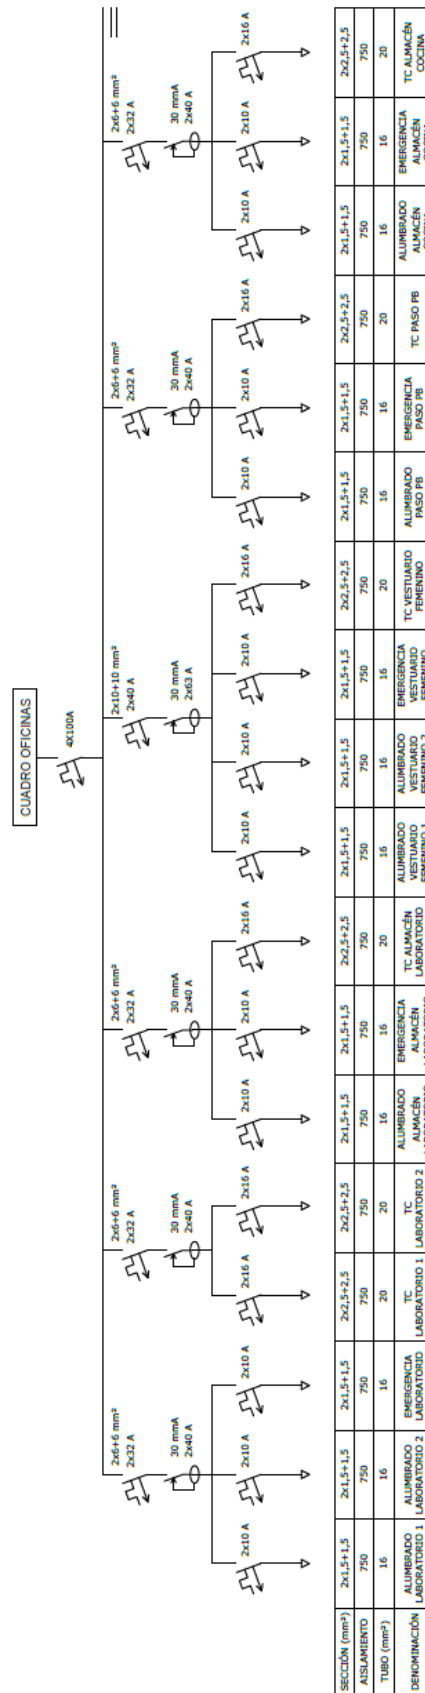 CUADRO OFICINAS
4X100A
2x6+6 mm²
2x32 A
30 mmA
2x40 A
2x10 A
2x10 A
2x10 A
2x6+6 mm²
2x32 A
30 mmA
2x40 A
2x16 A
2x16 A
2x6+6 mm²
2x32 A
30 mmA
2x40 A
2x10 A
2x10 A
2x16 A
2x10+10 mm²
2x40 A
30 mmA
2x63 A
2x10 A
2x10 A
2x10 A
2x16 A
2x6+6 mm²
2x32 A
30 mmA
2x40 A
2x10 A
2x10 A
2x16 A
2x6+6 mm²
2x32 A
30 mmA
2x40 A
2x10 A
2x10 A
2x16 A
SECCIÓN (mm²) 2x1,5+1,5 2x1,5+1,5 2x1,5+1,5 2x2,5+2,5 2x2,5+2,5 2x1,5+1,5 2x1,5+1,5 2x2,5+2,5 2x1,5+1,5 2x1,5+1,5 2x1,5+1,5 2x2,5+2,5 2x1,5+1,5 2x1,5+1,5 2x2,5+2,5 2x1,5+1,5 2x1,5+1,5 2x2,5+2,5
AISLAMIENTO 750 750 750 750 750 750 750 750 750 750 750 750 750 750 750 750 750 750
TUBO (mm²) 16 16 16 20 20 16 16 20 16 16 16 20 16 16 20 16 16 20
DENOMINACIÓN
ALUMBRADO
LABORATORIO 1
ALUMBRADO
LABORATORIO 2
EMERGENCIA
LABORATORIO
TC
LABORATORIO 1
TC
LABORATORIO 2
ALUMBRADO
ALMACÉN
EMERGENCIA
ALMACÉN
TC ALMACÉN
LABORATORIO
ALUMBRADO
VESTUARIO
FEMENINO 1
ALUMBRADO
VESTUARIO
FEMENINO 2
EMERGENCIA
VESTUARIO
FEMENINO
TC VESTUARIO
FEMENINO
ALUMBRADO
PASO PB
EMERGENCIA
PASO PB
TC PASO PB
ALUMBRADO
ALMACÉN
EMERGENCIA
ALMACÉN
TC ALMACÉN
COCINA